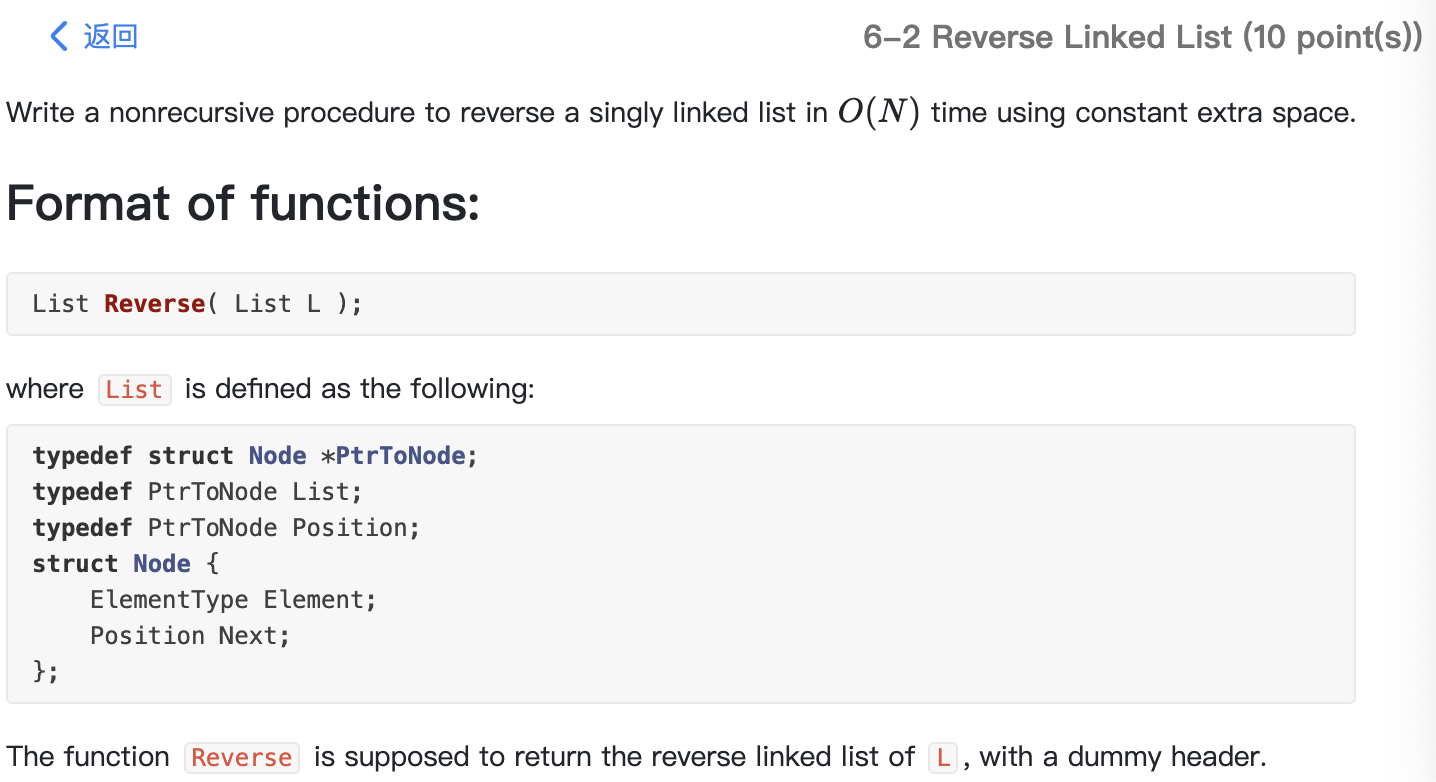 返回
6-2 Reverse Linked List (10 point(s))
Write a nonrecursive procedure to reverse a singly linked list in O(N) time using constant extra space.
Format of functions:
List Reverse( List L );
where List is defined as the following:
typedef struct Node *PtrToNode;
typedef PtrToNode List;
typedef PtrToNode Position;
struct Node {
    ElementType Element;
    Position Next;
};
The function Reverse is supposed to return the reverse linked list of L, with a dummy header.